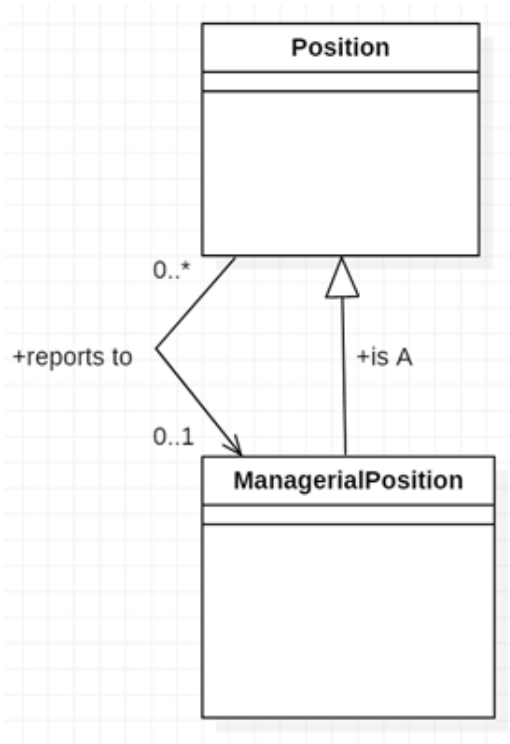 Position
0..*
+reports to
+is A
0..1
ManagerialPosition